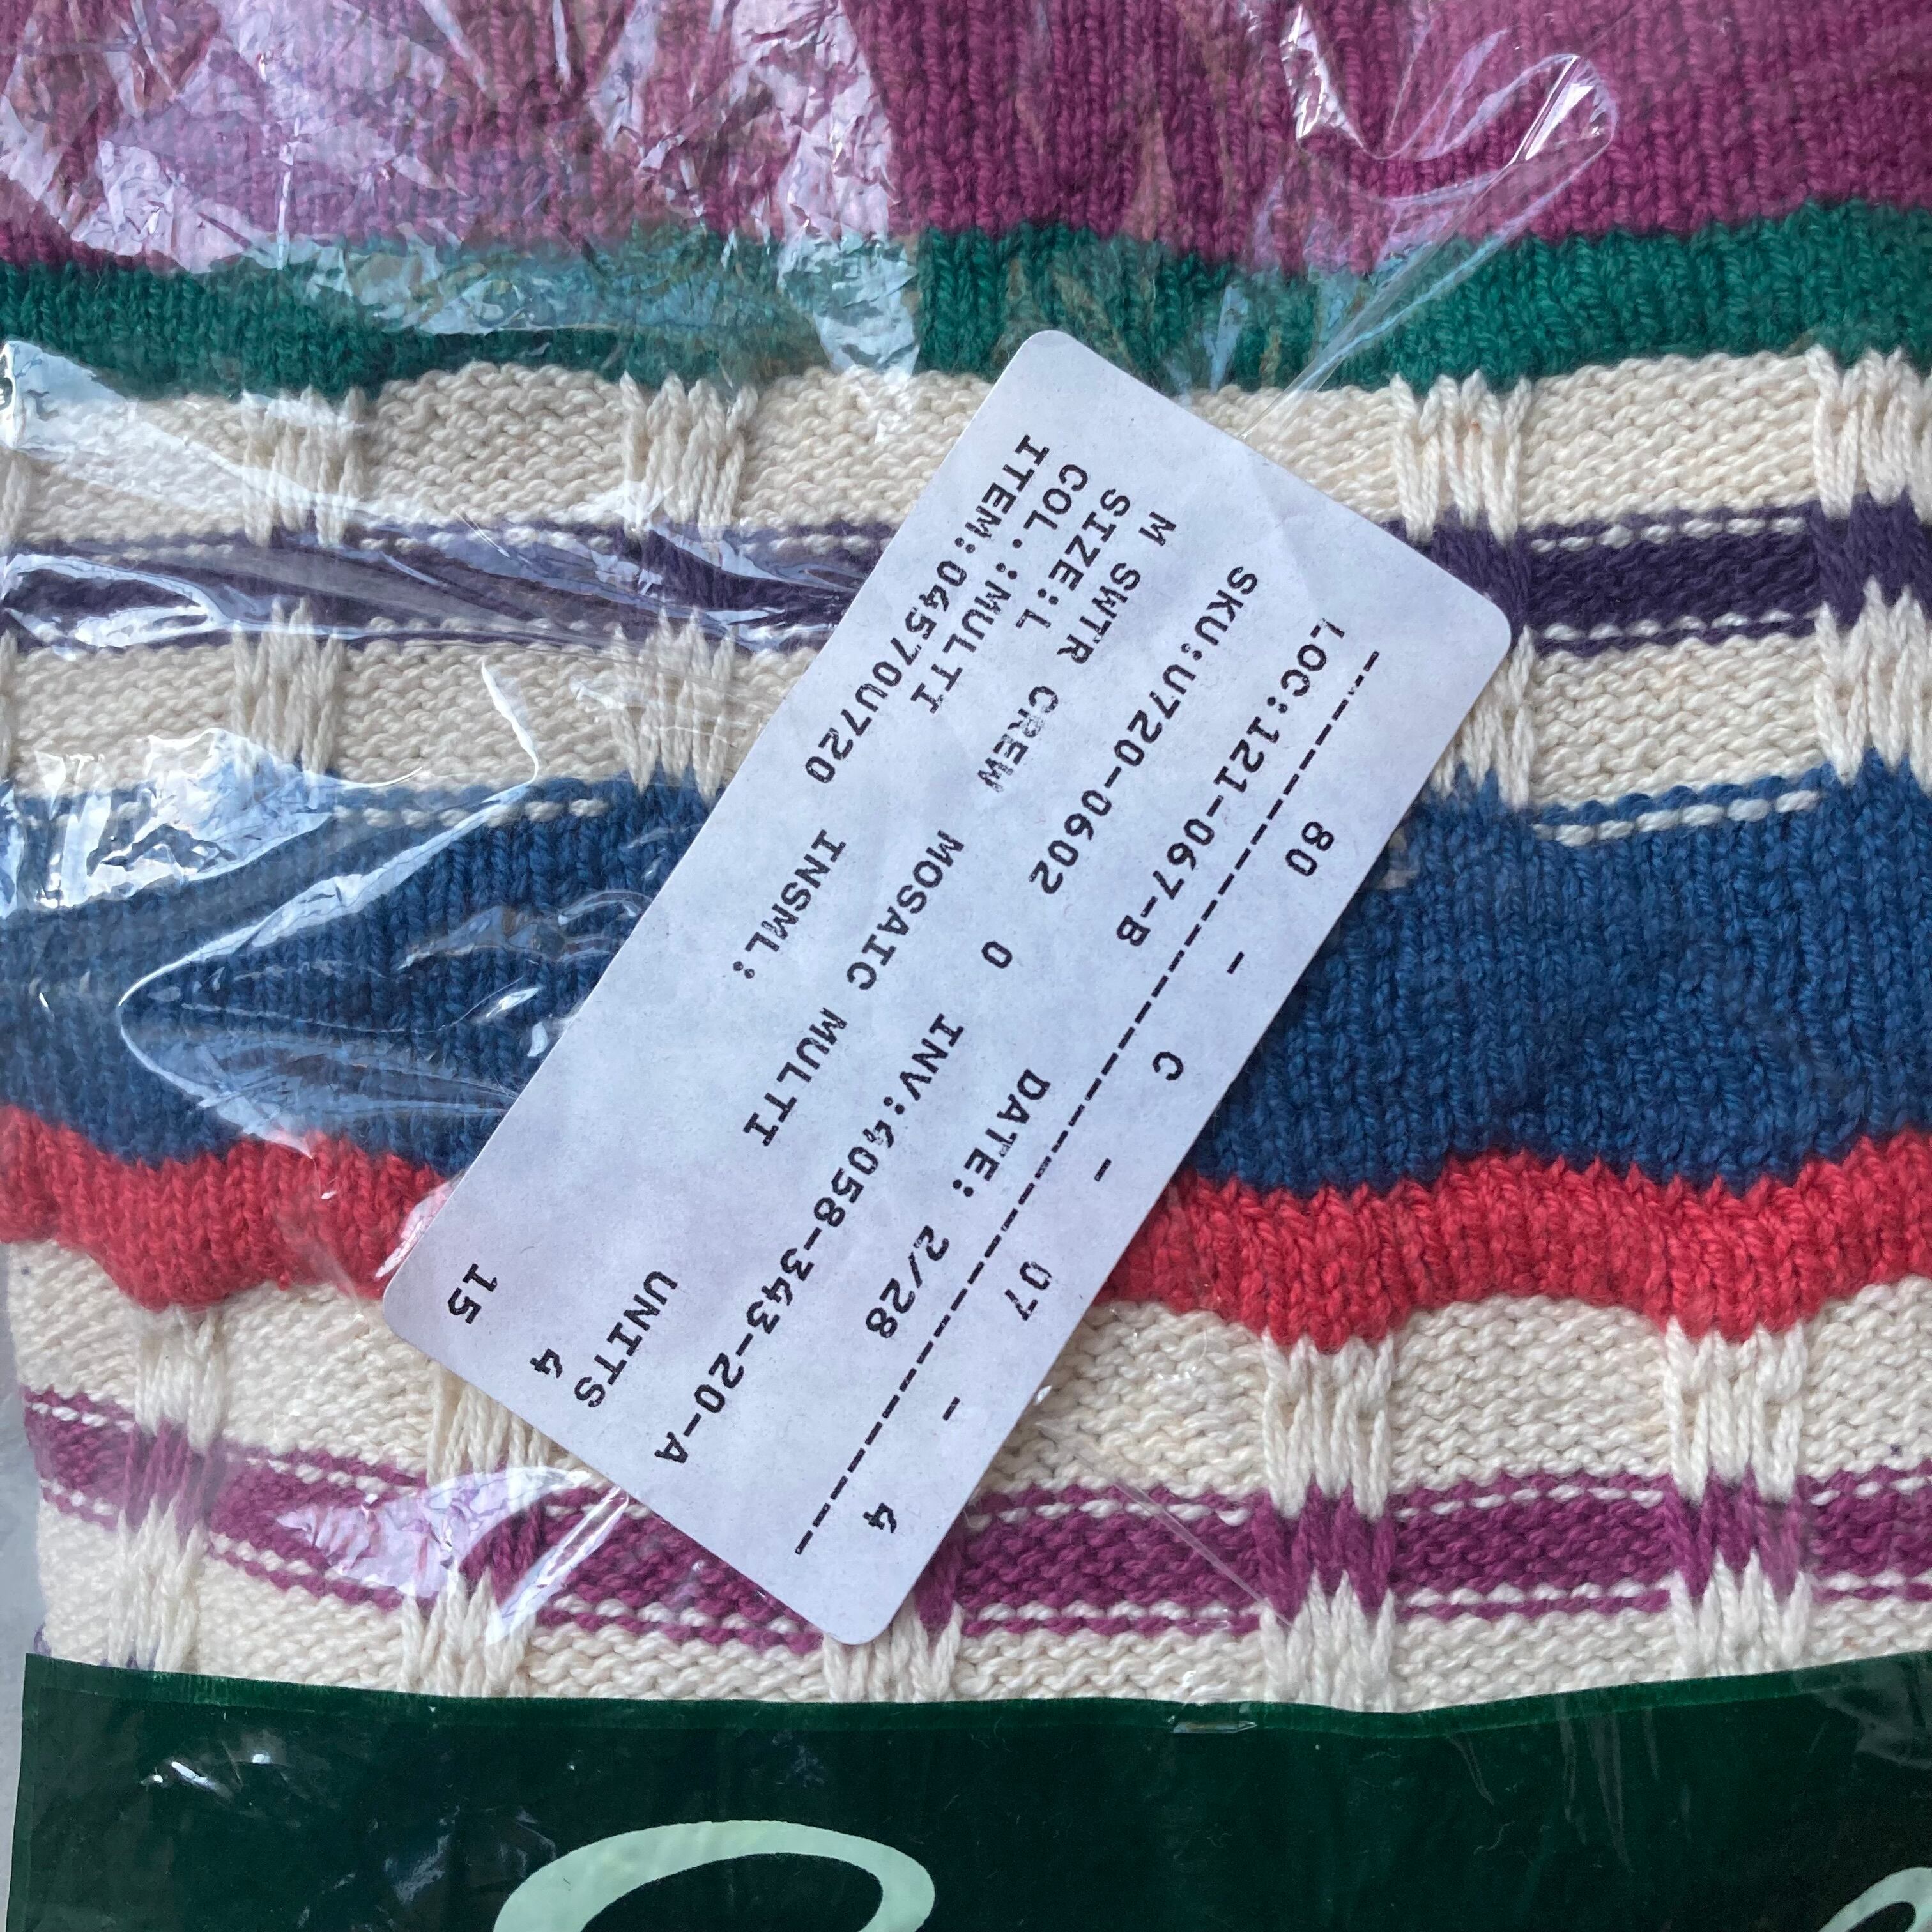 80 - C - 07 - 4
------------------------------
LOC:121-067-B DATE: 2/28
SKU:U720-0602 0 INV:4058-343-20-A
M SWTR CREW MOSAIC MULTI UNITS
SIZE:L 4
COL.:MULTI
ITEM:04570U720 INSML: 15